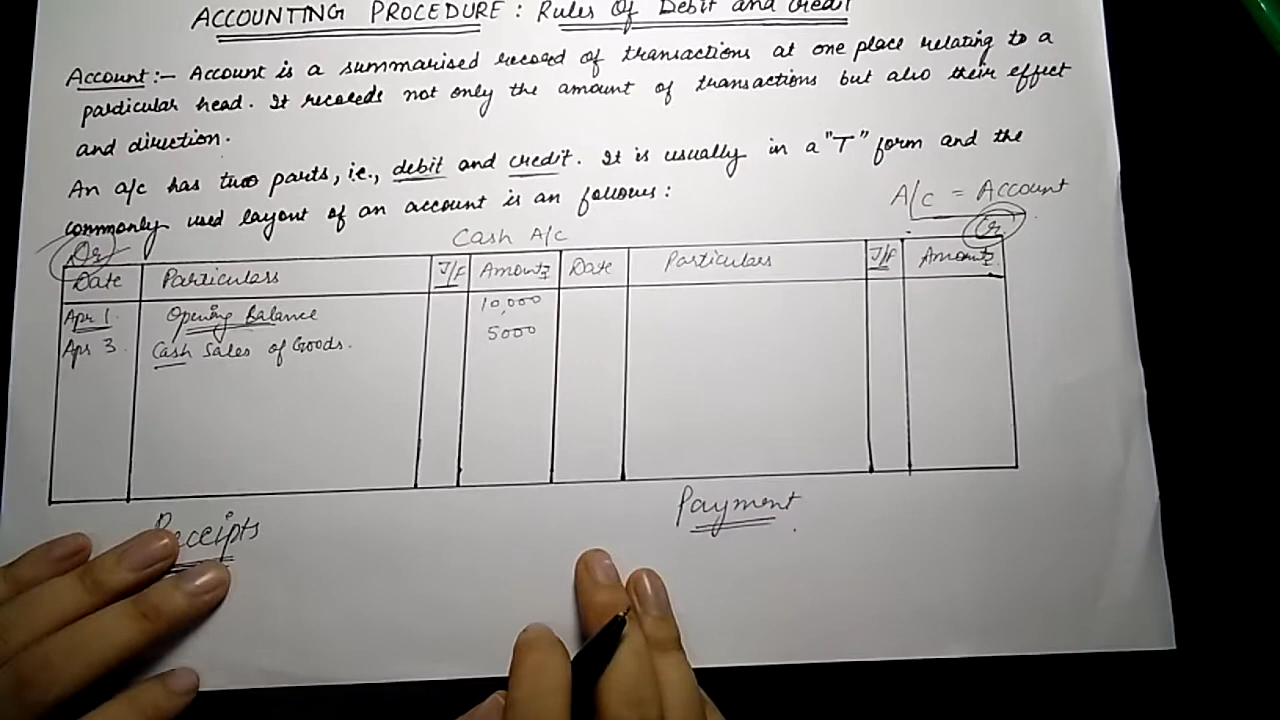 ACCOUNTING PROCEDURE : Rules Of Debit and Credit
Account :- Account is a summarised record of transactions at one place relating to a
particular head. It records not only the amount of transactions but also their effect
and direction.
An a/c has two parts, i.e., debit and credit. It is usually in a "T" form and the
commonly used layout of an account is an follows :
A/c = Account
Dr
Cash A/c
Cr
Date Particulars J/F Amount₹ Date Particulars J/F Amount₹
Apr 1. Opening Balance 10,000
Apr 3. Cash Sales of Goods. 5000
Receipts
Payment